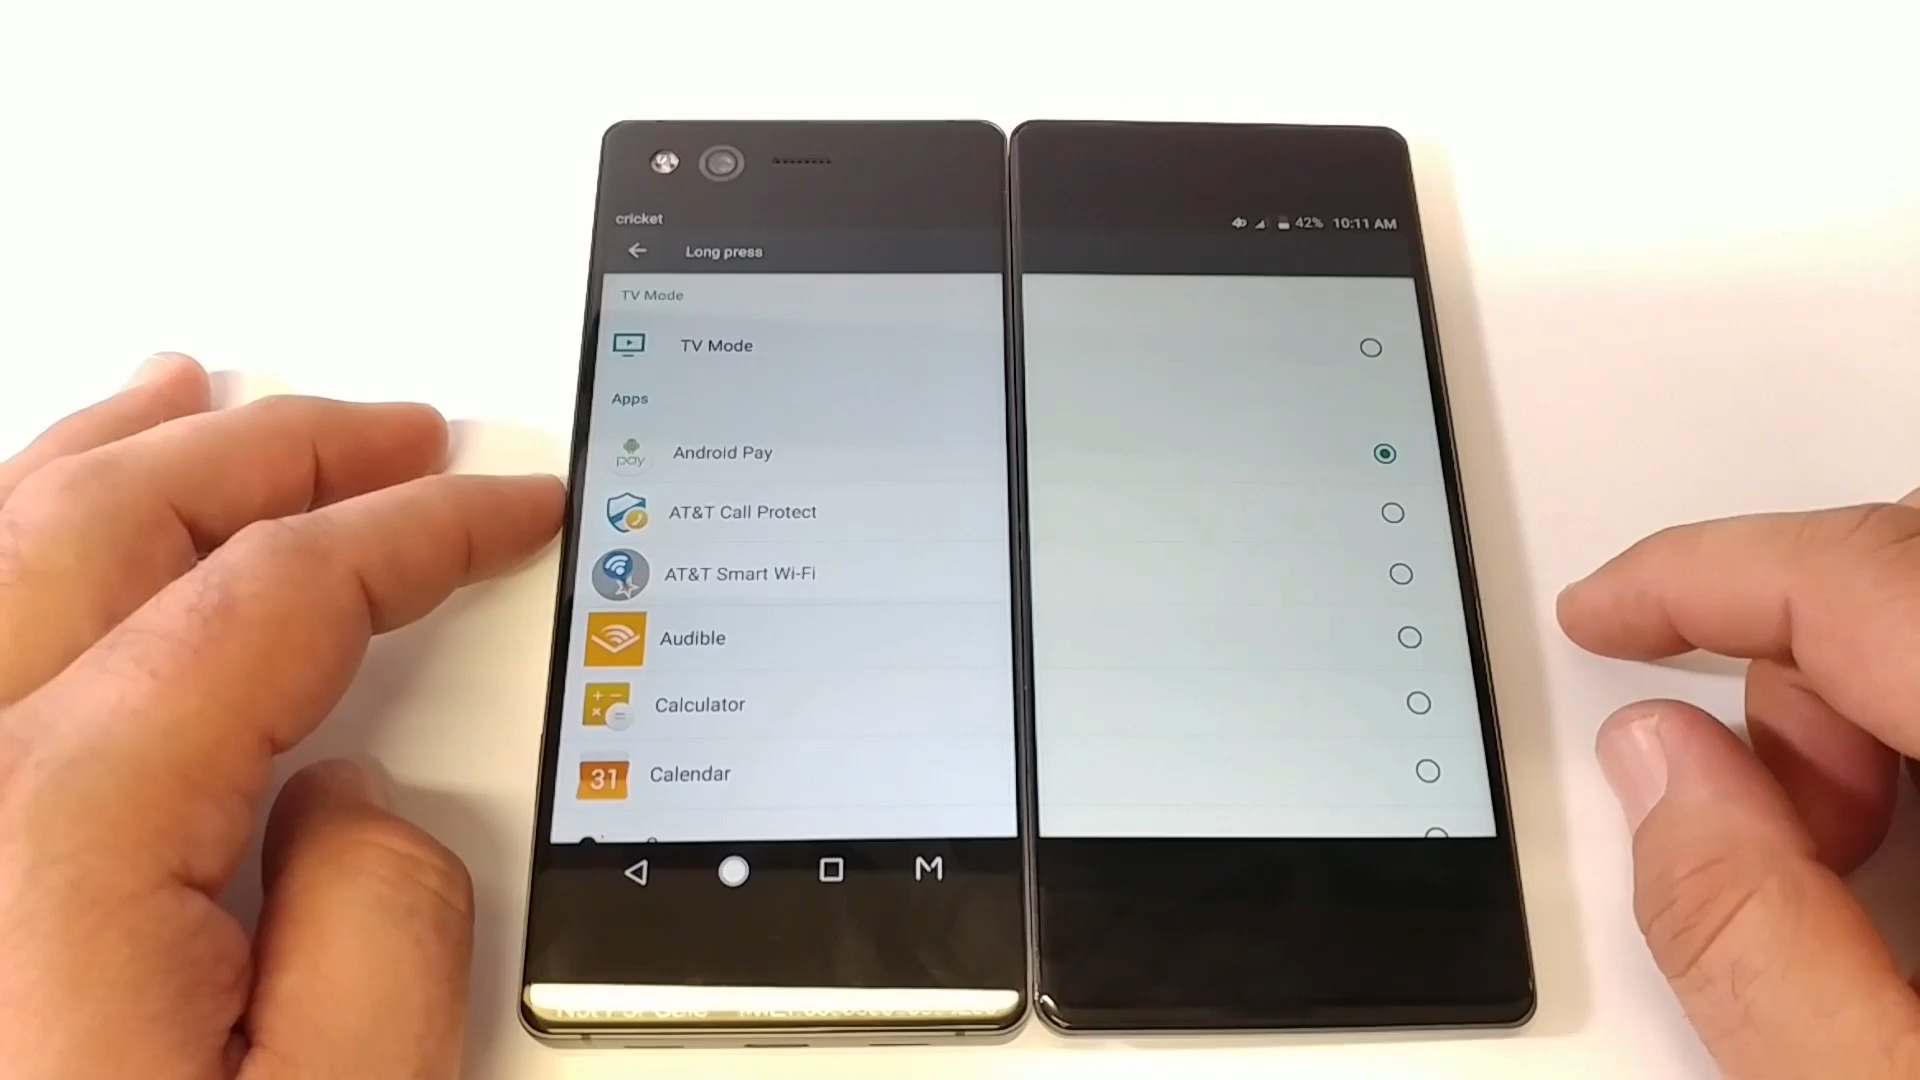 cricket
42% 10:11 AM
Long press
TV Mode
TV Mode
Apps
pay
Android Pay
AT&T Call Protect
AT&T Smart Wi-Fi
Audible
Calculator
31
Calendar
M